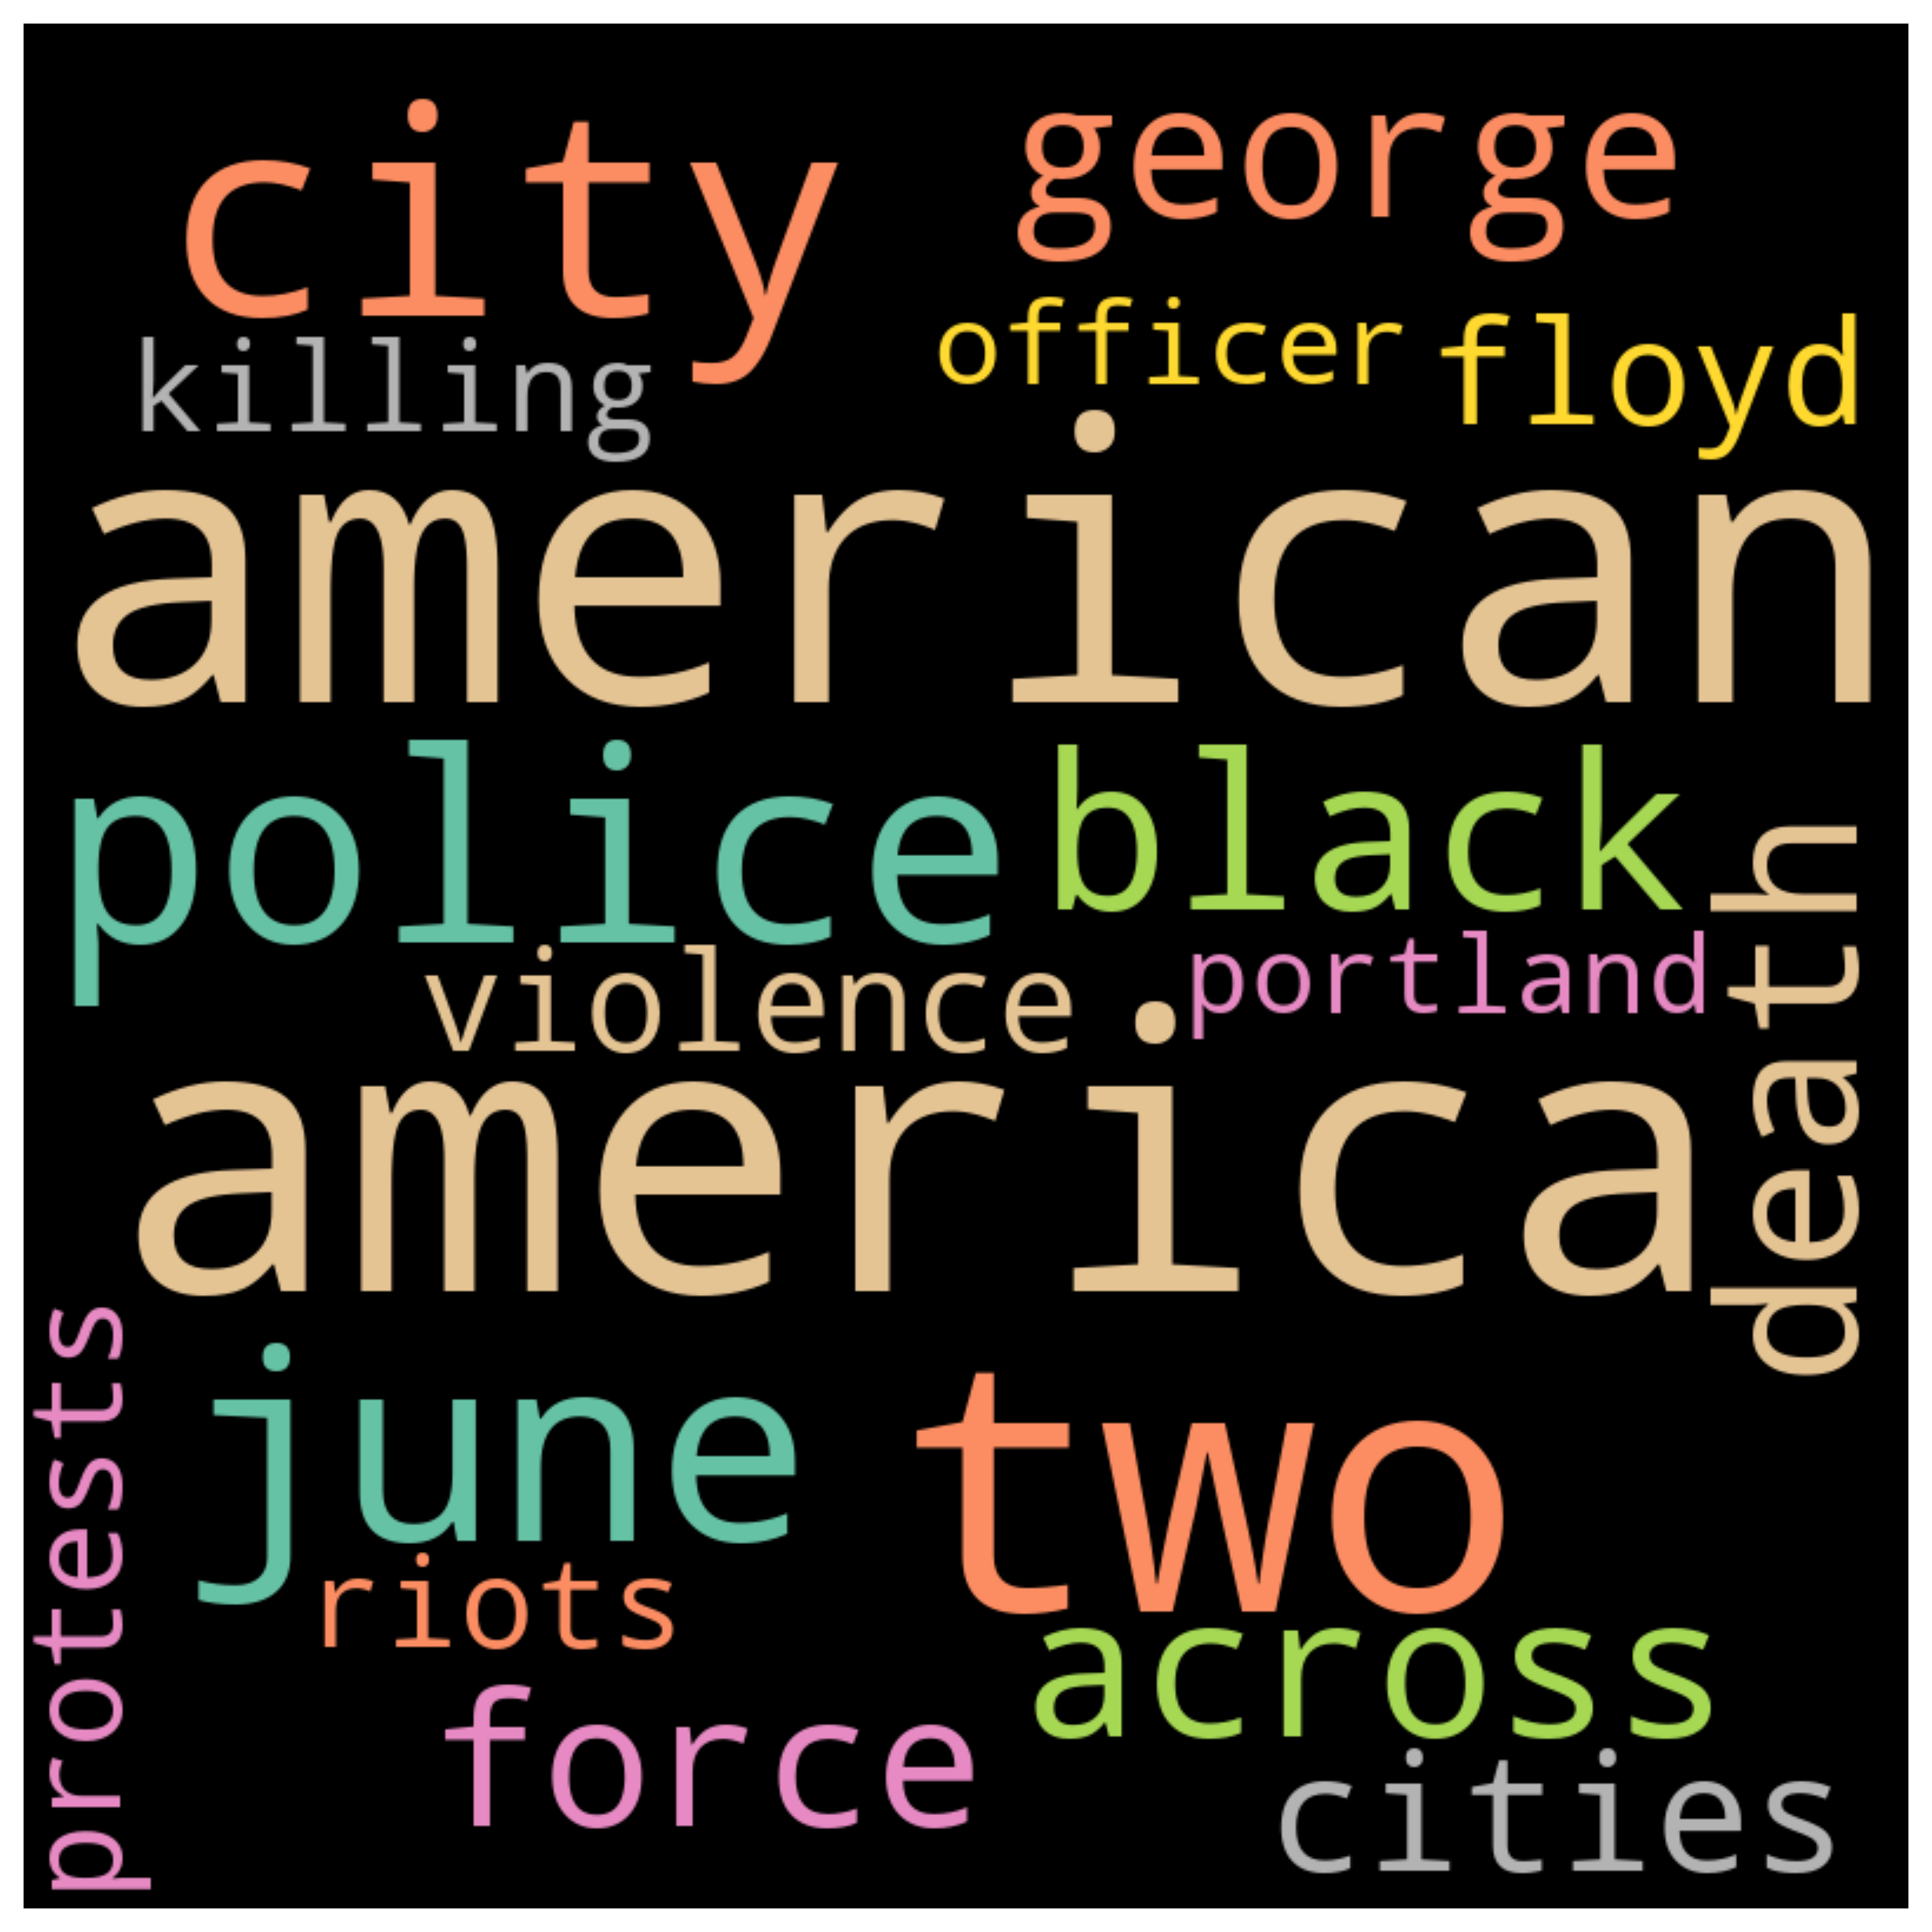 city
george
officer
floyd
killing
american
police
black
death
portland
violence
america
protests
june
two
riots
across
force
cities